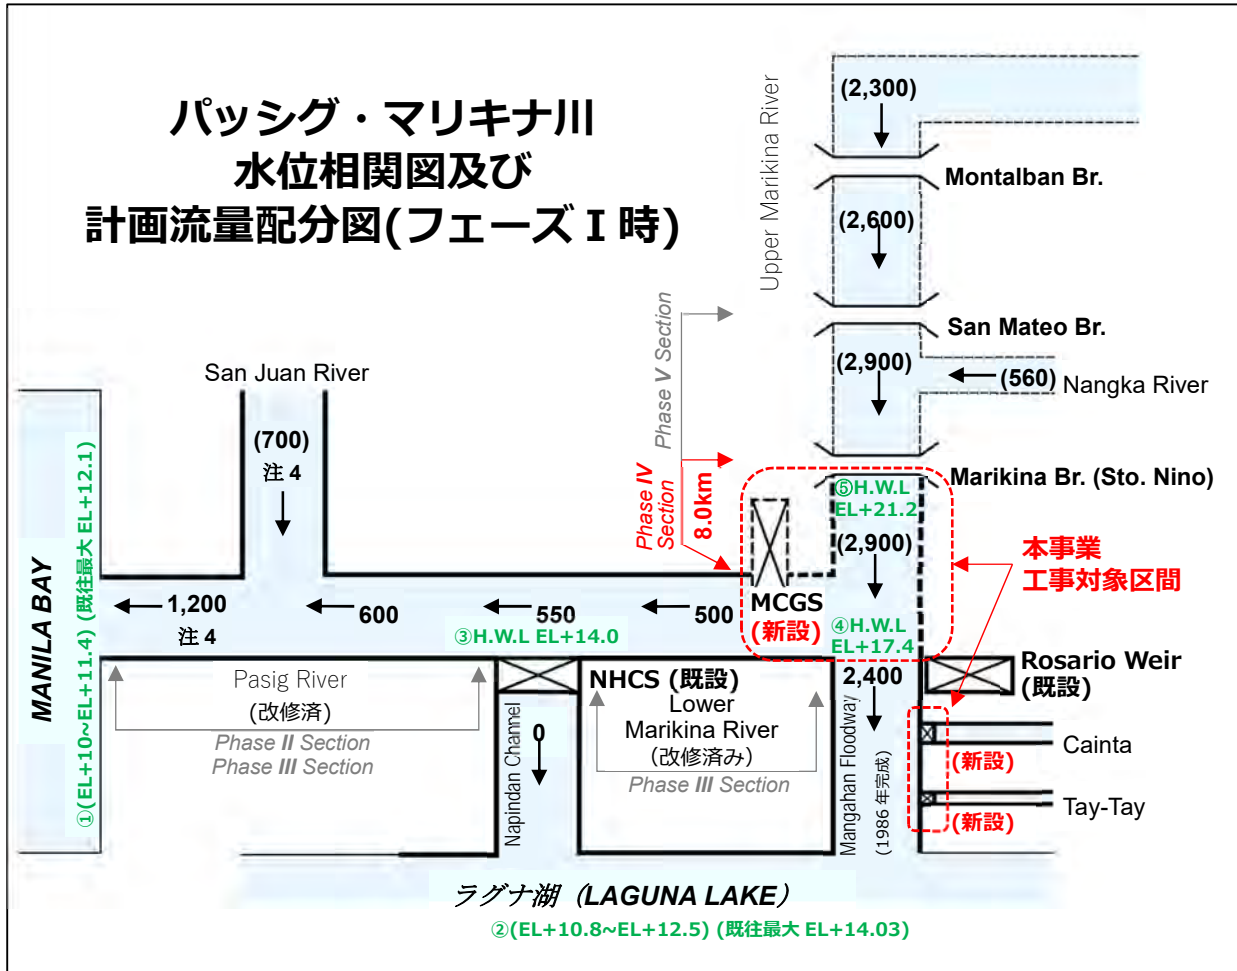 パッシグ・マリキナ川
水位相関図及び
計画流量配分図(フェーズⅠ時)
Upper Marikina River
(2,300)
Montalban Br.
(2,600)
San Mateo Br.
(2,900)
(560)
Nangka River
Marikina Br. (Sto. Nino)
Phase V Section
Phase IV
Section
8.0km
San Juan River
(700)
注 4
⑤H.W.L
EL+21.2
(2,900)
本事業
工事対象区間
MCGS
(新設)
④H.W.L
EL+17.4
MANILA BAY
①(EL+10~EL+11.4) (既往最大 EL+12.1)
1,200
注 4
600
550
500
③H.W.L EL+14.0
Pasig River
(改修済)
Phase II Section
Phase III Section
NHCS (既設)
Lower
Marikina River
(改修済み)
Phase III Section
Napindan Channel
0
2,400
Mangahan Floodway
(1986 年完成)
Rosario Weir
(既設)
Cainta
(新設)
Tay-Tay
(新設)
ラグナ湖（LAGUNA LAKE）
②(EL+10.8~EL+12.5) (既往最大 EL+14.03)